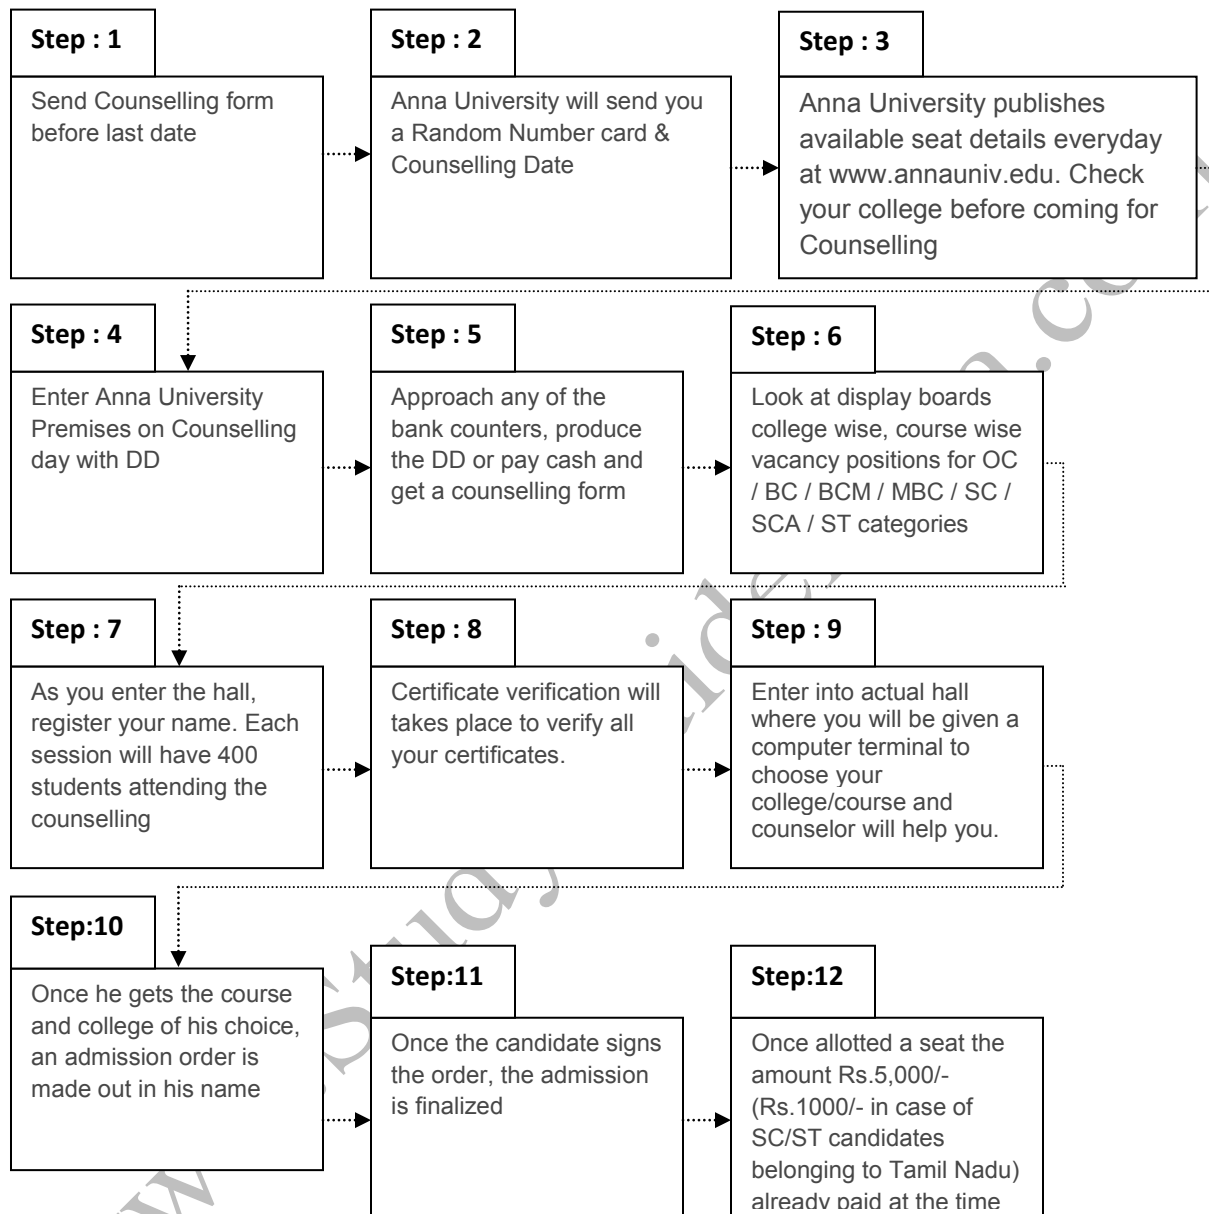 Step : 1
Send Counselling form
before last date
Step : 2
Anna University will send you
a Random Number card &
Counselling Date
Step : 3
Anna University publishes
available seat details everyday
at www.annauniv.edu. Check
your college before coming for
Counselling
Step : 4
Enter Anna University
Premises on Counselling
day with DD
Step : 5
Approach any of the
bank counters, produce
the DD or pay cash and
get a counselling form
Step : 6
Look at display boards
college wise, course wise
vacancy positions for OC
/ BC / BCM / MBC / SC /
SCA / ST categories
Step : 7
As you enter the hall,
register your name. Each
session will have 400
students attending the
counselling
Step : 8
Certificate verification will
takes place to verify all
your certificates.
Step : 9
Enter into actual hall
where you will be given a
computer terminal to
choose your
college/course and
counselor will help you.
Step:10
Once he gets the course
and college of his choice,
an admission order is
made out in his name
Step:11
Once the candidate signs
the order, the admission
is finalized
Step:12
Once allotted a seat the
amount Rs.5,000/-
(Rs.1000/- in case of
SC/ST candidates
belonging to Tamil Nadu)
already paid at the time